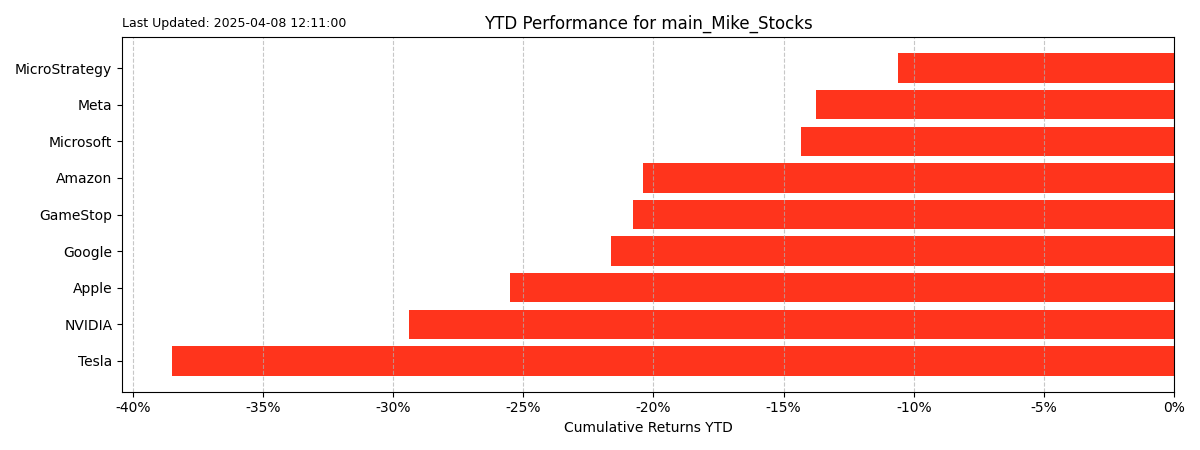 Last Updated: 2025-04-08 12:11:00
YTD Performance for main_Mike_Stocks
MicroStrategy
Meta
Microsoft
Amazon
GameStop
Google
Apple
NVIDIA
Tesla
-40% -35% -30% -25% -20% -15% -10% -5% 0%
Cumulative Returns YTD